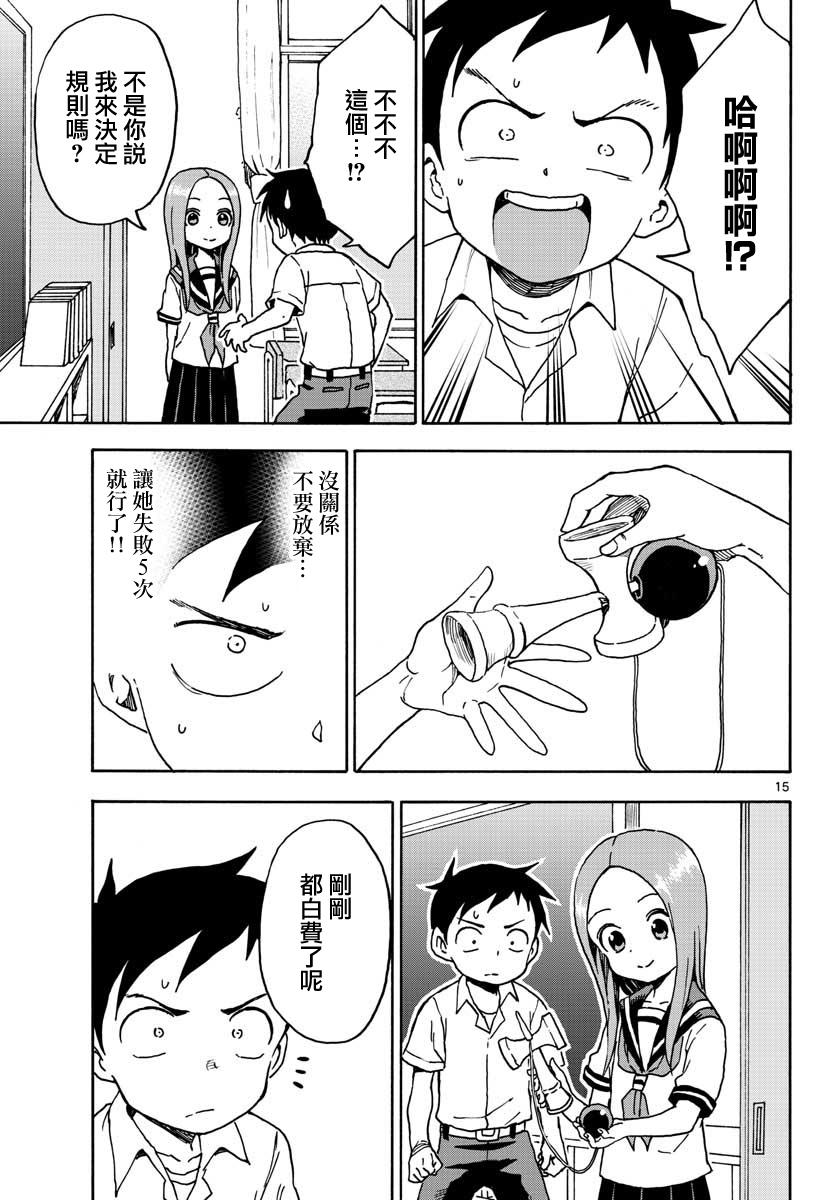 哈啊啊啊!?
不不不
這個…!?
不是你說
我來決定
規則嗎？
沒關係
不要放棄…
讓她失敗5次
就行了!!
15
剛剛
都白費了呢